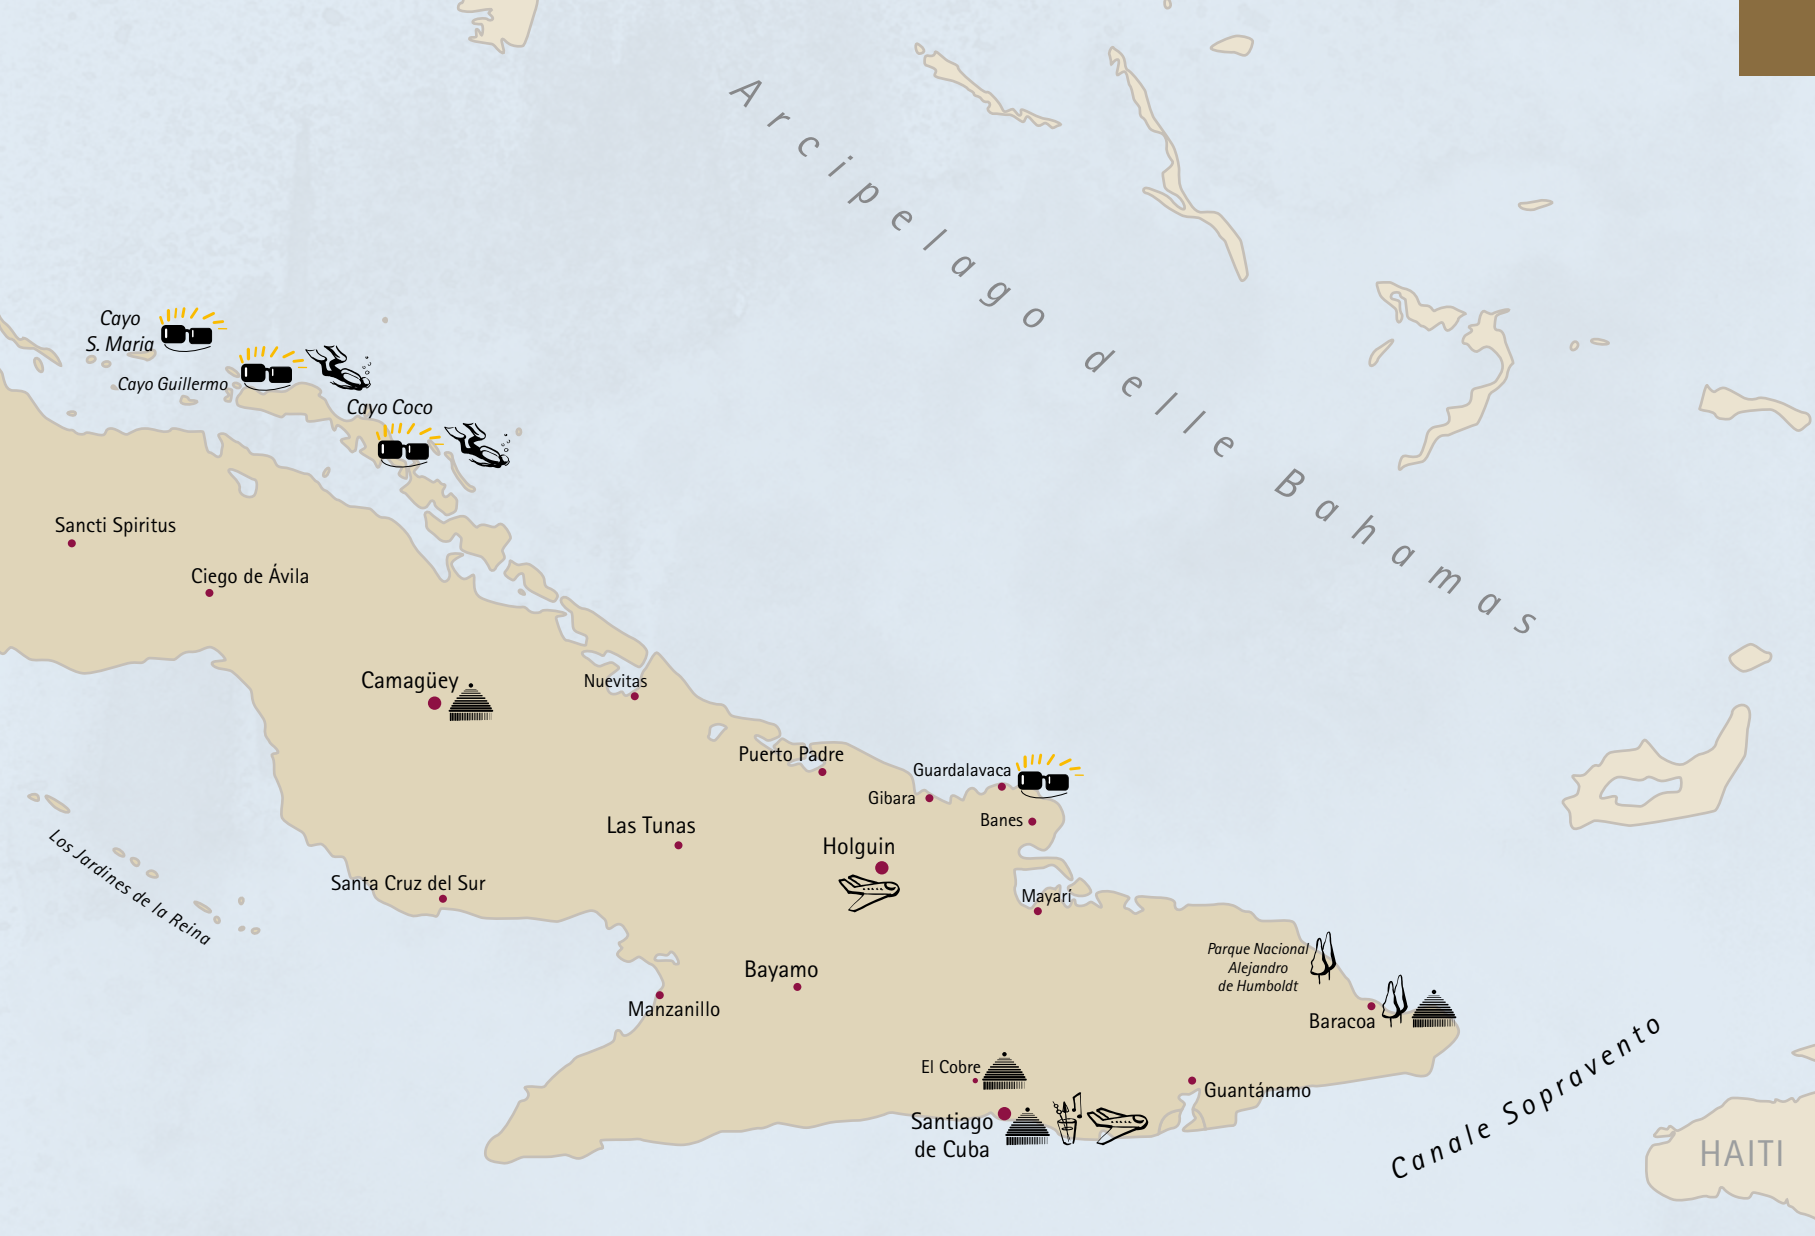 Arcipelago delle Bahamas
Cayo
S. Maria
Cayo Guillermo
Cayo Coco
Sancti Spiritus
Ciego de Ávila
Camagüey
Nuevitas
Puerto Padre
Guardalavaca
Gibara
Banes
Las Tunas
Holguin
Los Jardines de la Reina
Santa Cruz del Sur
Mayari
Parque Nacional
Alejandro
de Humboldt
Bayamo
Manzanillo
Baracoa
El Cobre
Guantánamo
Santiago
de Cuba
Canale Sopravento
HAITI